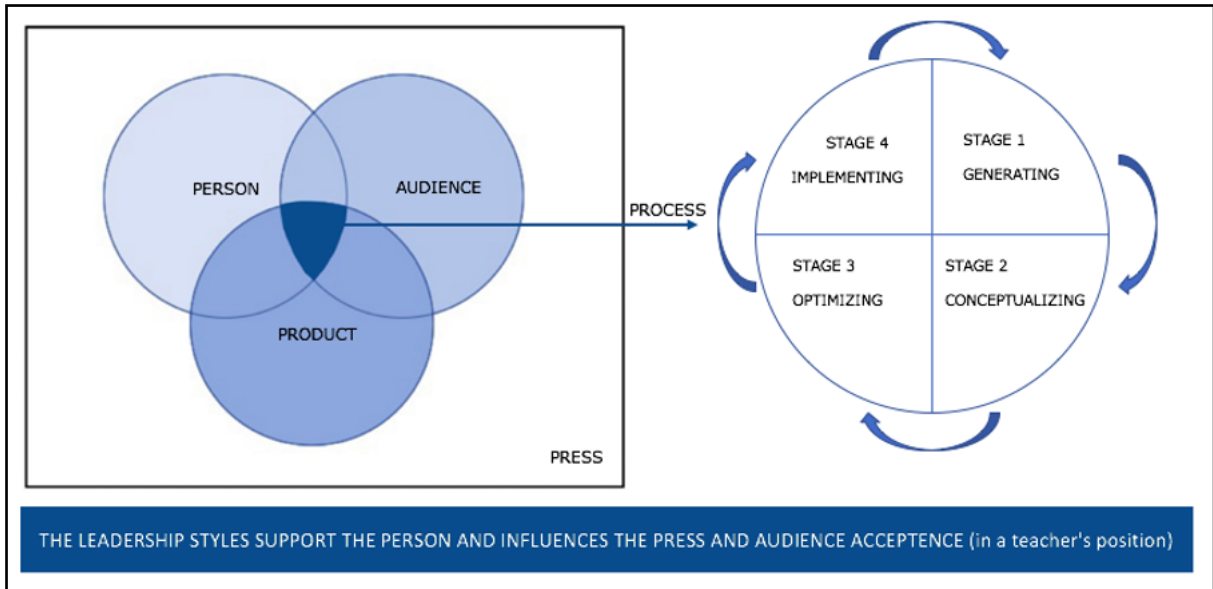 PERSON
AUDIENCE
PRODUCT
PRESS
PROCESS
STAGE 4
IMPLEMENTING
STAGE 1
GENERATING
STAGE 3
OPTIMIZING
STAGE 2
CONCEPTUALIZING
THE LEADERSHIP STYLES SUPPORT THE PERSON AND INFLUENCES THE PRESS AND AUDIENCE ACCEPTENCE (in a teacher's position)